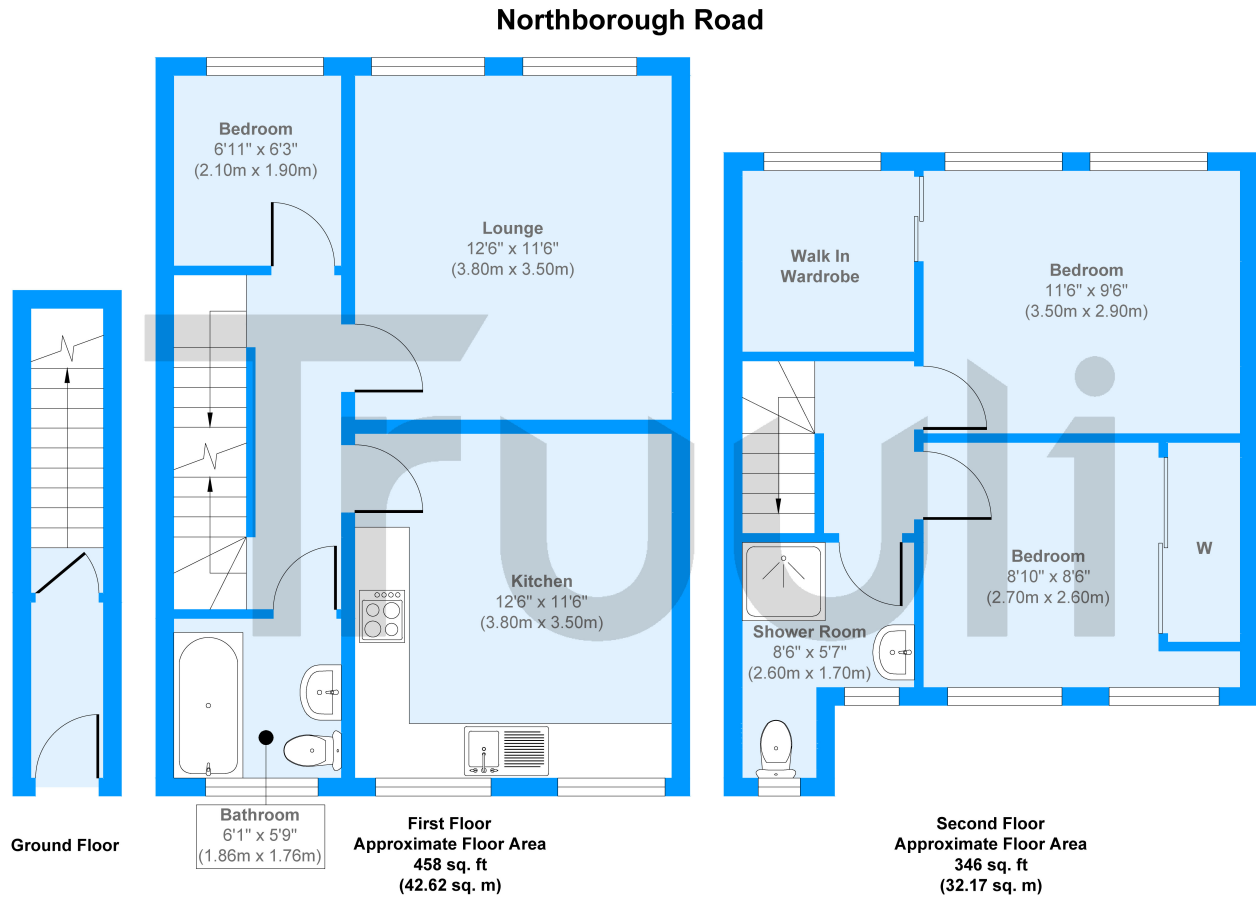 Northborough Road
Bedroom
6'11" x 6'3"
(2.10m x 1.90m)
Lounge
12'6" x 11'6"
(3.80m x 3.50m)
Walk In
Wardrobe
Bedroom
11'6" x 9'6"
(3.50m x 2.90m)
Truuli
Kitchen
12'6" x 11'6"
(3.80m x 3.50m)
Bedroom
8'10" x 8'6"
(2.70m x 2.60m)
W
Shower Room
8'6" x 5'7"
(2.60m x 1.70m)
Bathroom
6'1" x 5'9"
(1.86m x 1.76m)
Ground Floor
First Floor
Approximate Floor Area
458 sq. ft
(42.62 sq. m)
Second Floor
Approximate Floor Area
346 sq. ft
(32.17 sq. m)